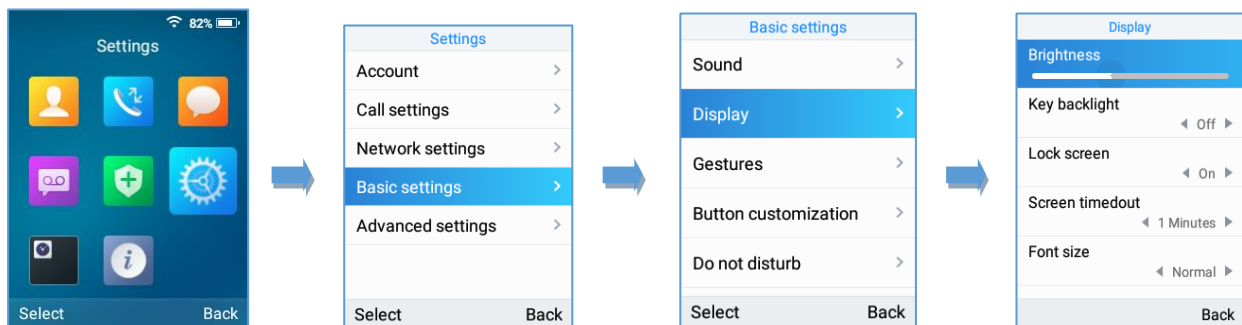 82%
Settings
Select Back
Settings
Account
Call settings
Network settings
Basic settings
Advanced settings
Select Back
Basic settings
Sound
Display
Gestures
Button customization
Do not disturb
Select Back
Display
Brightness
Key backlight
Off
Lock screen
On
Screen timedout
1 Minutes
Font size
Normal
Back